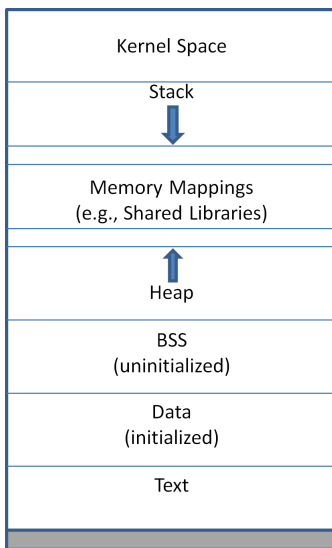 Kernel Space
Stack
Memory Mappings
(e.g., Shared Libraries)
Heap
BSS
(uninitialized)
Data
(initialized)
Text